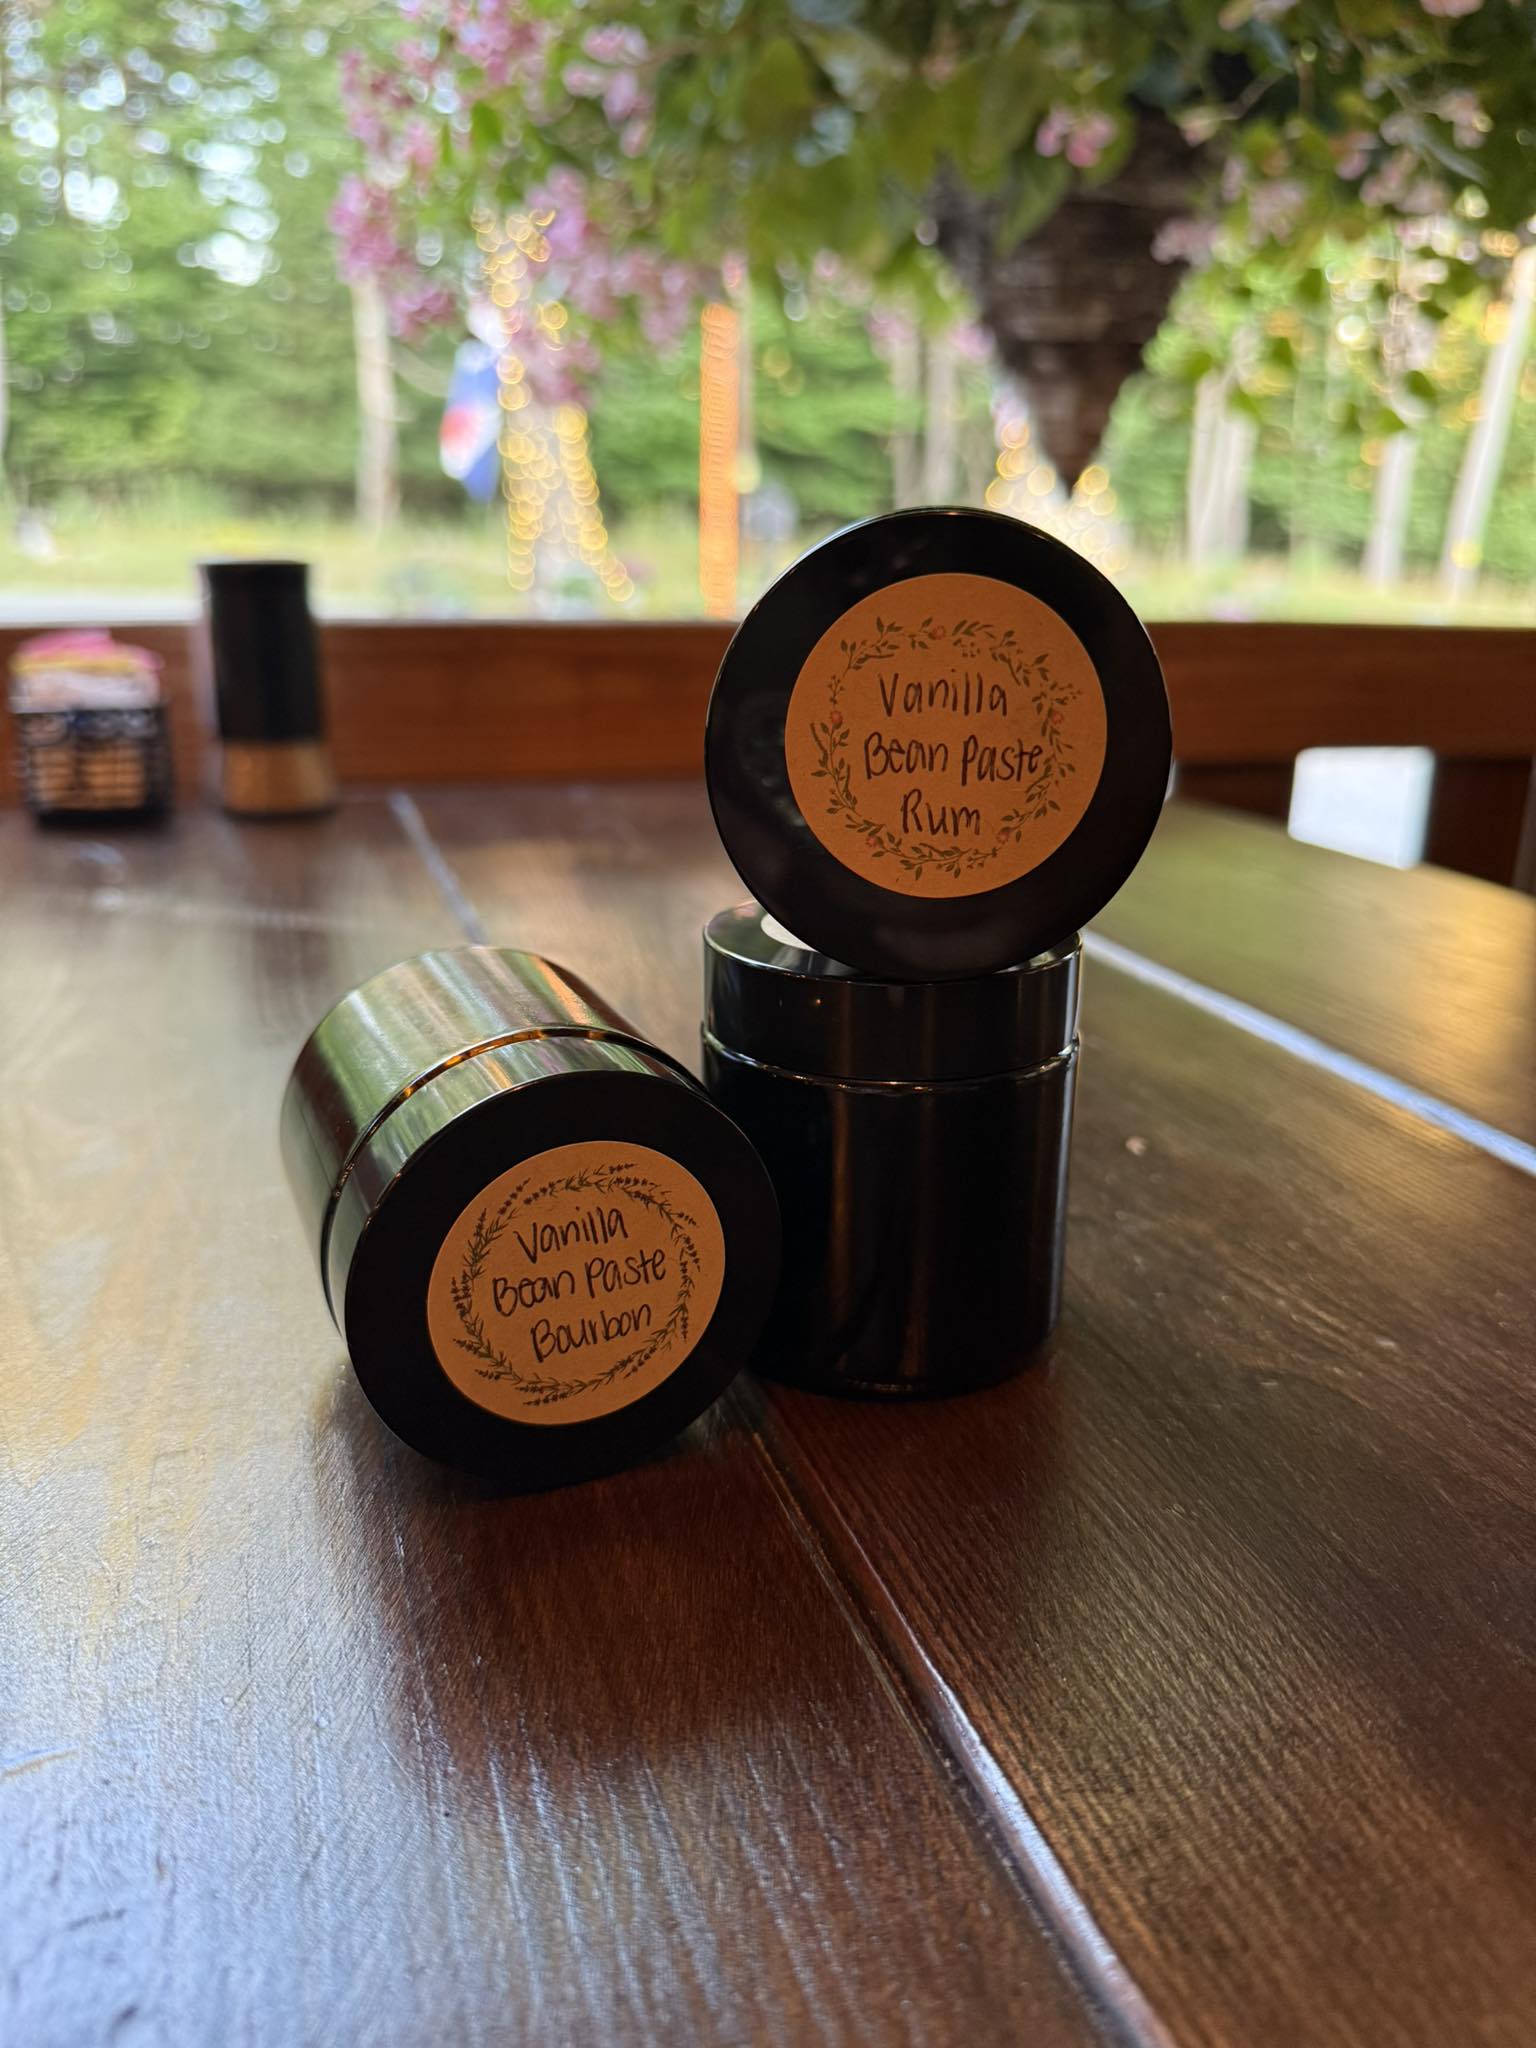 Vanilla
Bean Paste
Rum
Vanilla
Bean Paste
Bourbon